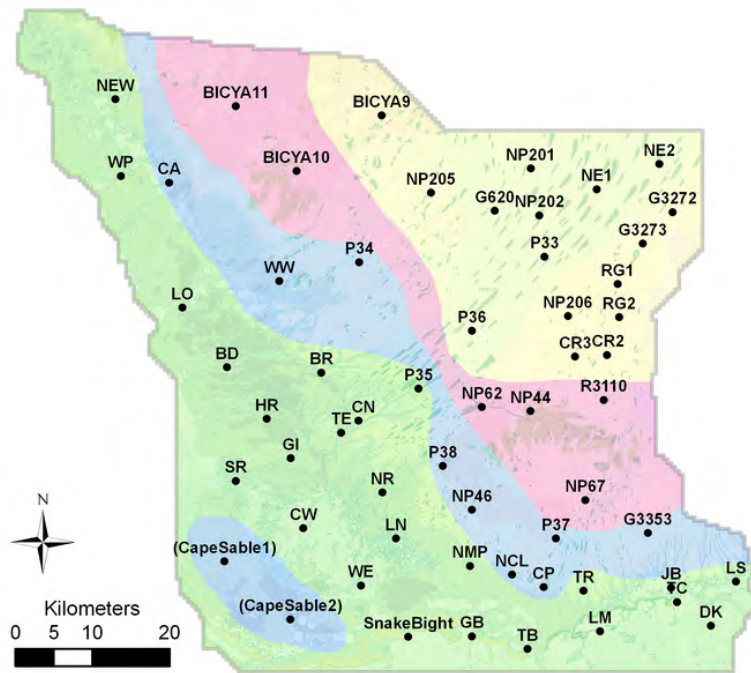 NEW
BICYA11
BICYA9
WP
CA
BICYA10
NP205
NP201
NE1
NE2
G620
NP202
G3272
P33
G3273
P34
WW
LO
RG1
NP206
RG2
P36
CR3
CR2
BD
BR
P35
NP62
NP44
R3110
HR
TE
CN
GI
P38
SR
NR
NP46
NP67
CW
LN
P37
G3353
N
(CapeSable1)
WE
NMP
NCL
CP
TR
JB
TC
LS
(CapeSable2)
SnakeBight
GB
TB
LM
DK
Kilometers
0 5 10 20